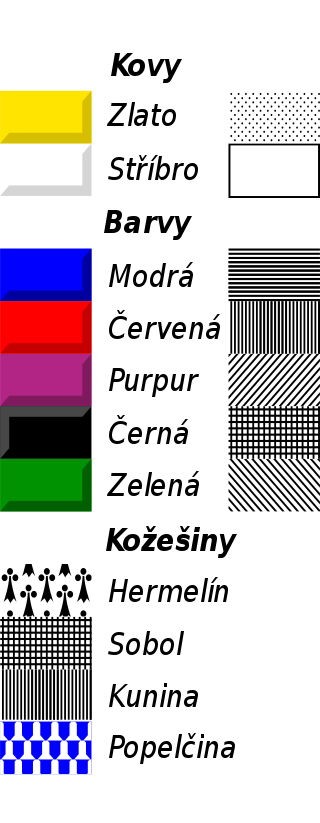 Kovy
Zlato
Stříbro
Barvy
Modrá
Červená
Purpur
Černá
Zelená
Kožešiny
Hermelín
Sobol
Kunina
Popelčina